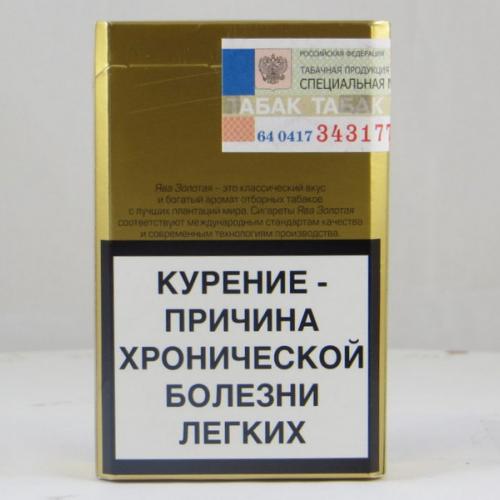 РОССИЙСКАЯ ФЕДЕРАЦИЯ
ТАБАЧНАЯ ПРОДУКЦИЯ
СПЕЦИАЛЬНАЯ М
ТАБАК ТАБАК
64 0417 343177
Ява Золотая – это классический вкус
и богатый аромат отборных табаков
с лучших плантаций мира. Сигареты Ява Золотая
соответствуют международным стандартам качества
и современным технологиям производства.
КУРЕНИЕ -
ПРИЧИНА
ХРОНИЧЕСКОЙ
БОЛЕЗНИ
ЛЕГКИХ